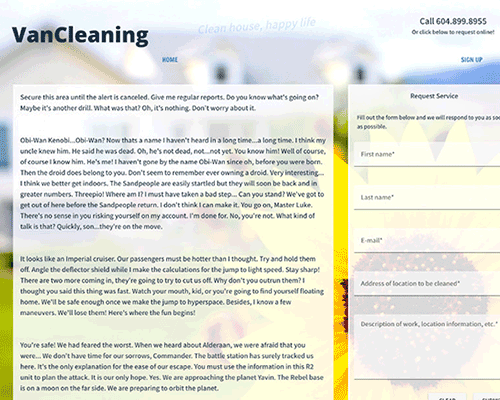 VanCleaning
Clean house, happy life
Call 604.899.8955
Or click below to request online!
HOME
SIGN UP
Secure this area until the alert is canceled. Give me regular reports. Do you know what's going on?
Maybe it's another drill. What was that? Oh, it's nothing. Don't worry about it.
Obi-Wan Kenobi...Obi-Wan? Now thats a name I haven't heard in a long time...a long time. I think my
uncle knew him. He said he was dead. Oh, he's not dead, not...not yet. You know him! Well of course,
of course I know him. He's me! I haven't gone by the name Obi-Wan since oh, before you were born.
Then the droid does belong to you. Don't seem to remember ever owning a droid. Very interesting...
I think we better get indoors. The Sandpeople are easily startled but they will soon be back and in
greater numbers. Threepio! Where am I? I must have taken a bad step... Can you stand? We've got to
get out of here before the Sandpeople return. I don't think I can make it. You go on, Master Luke.
There's no sense in you risking yourself on my account. I'm done for. No, you're not. What kind of
talk is that? Quickly, son...they're on the move.
It looks like an Imperial cruiser. Our passengers must be hotter than I thought. Try and hold them
off. Angle the deflector shield while I make the calculations for the jump to light speed. Stay sharp!
There are two more coming in, they're going to try to cut us off. Why don't you outrun them? I
thought you said this thing was fast. Watch your mouth, kid, or you're going to find yourself floating
home. We'll be safe enough once we make the jump to hyperspace. Besides, I know a few
maneuvers. We'll lose them! Here's where the fun begins!
You're safe! We had feared the worst. When we heard about Alderaan, we were afraid that you
were... We don't have time for our sorrows, Commander. The battle station has surely tracked us
here. It's the only explanation for the ease of our escape. You must use the information in this R2
unit to plan the attack. It is our only hope. Yes. We are approaching the planet Yavin. The Rebel base
is on a moon on the far side. We are preparing to orbit the planet.
Request Service
Fill out the form below and we will respond to you as soo
as possible.
First name*
Last name*
E-mail*
Address of location to be cleaned*
Description of work, location information, etc.*